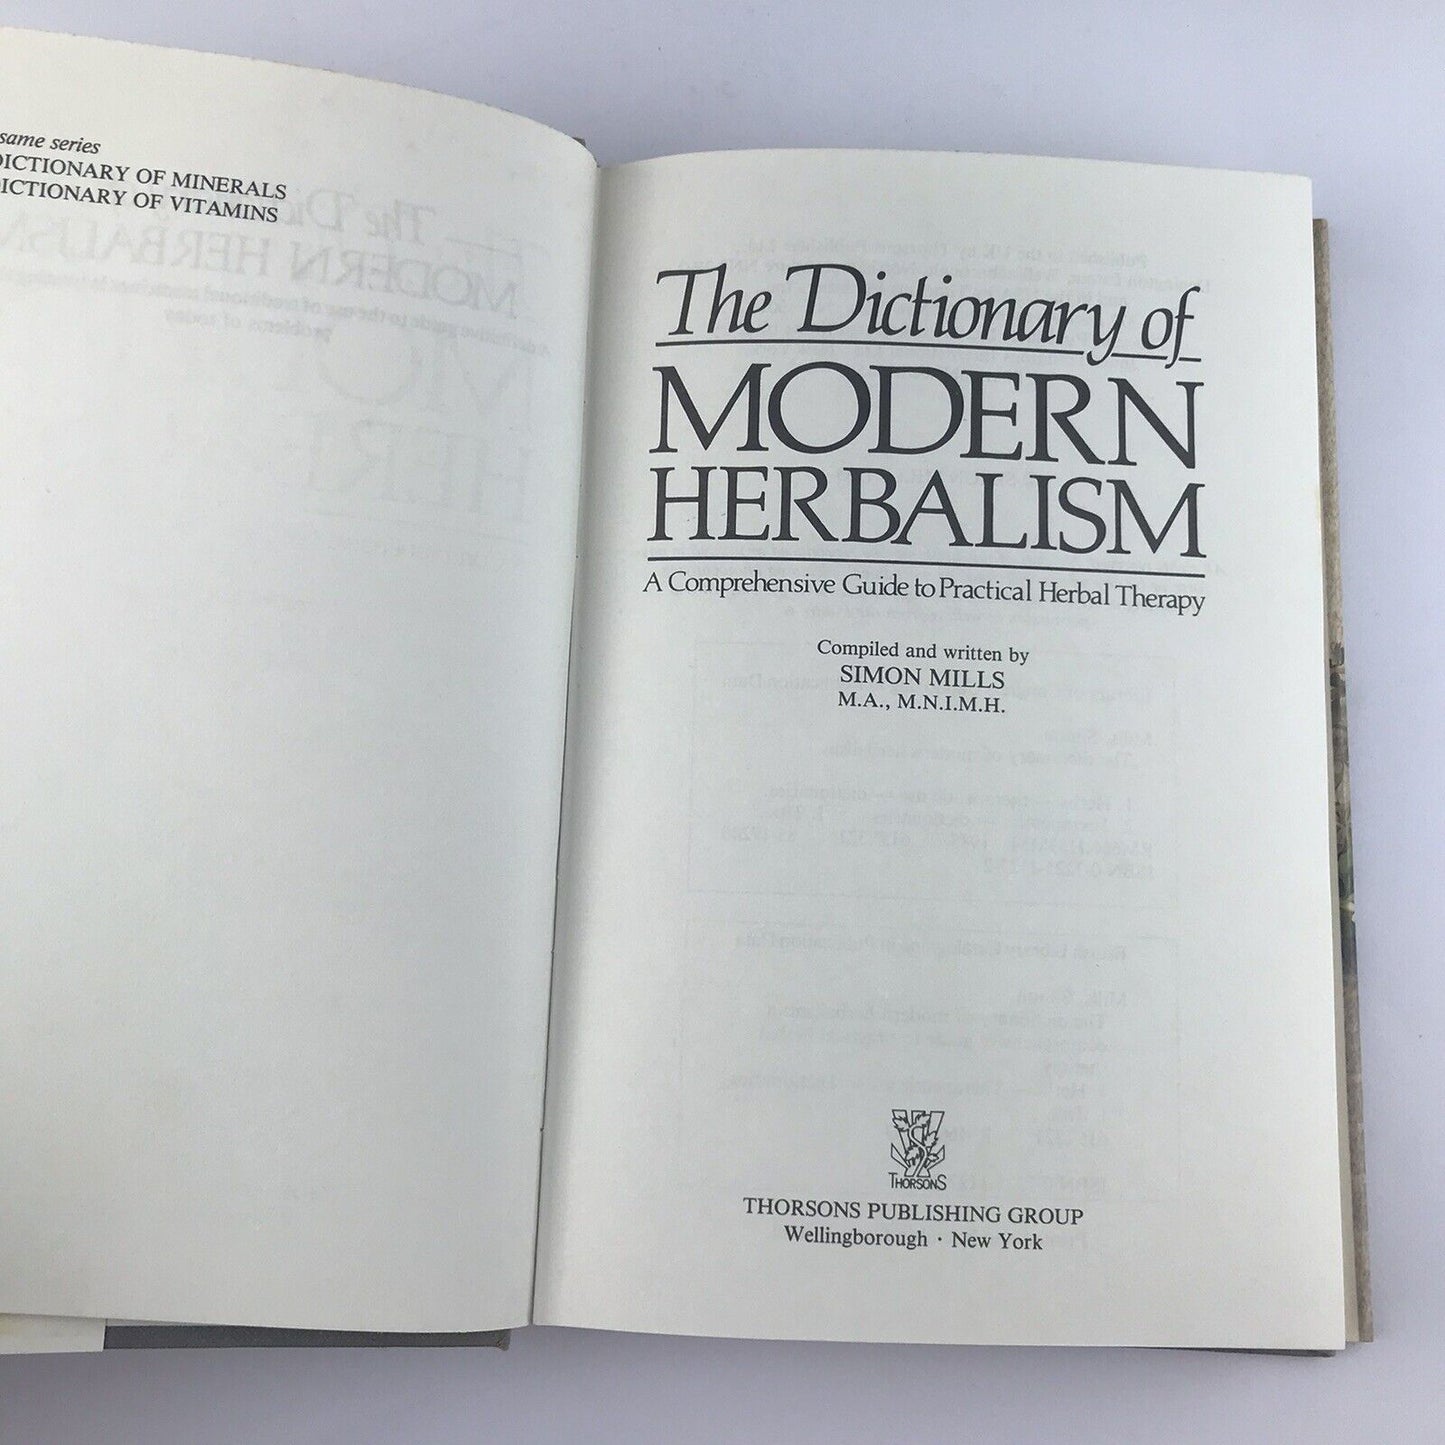 same series
DICTIONARY OF MINERALS
DICTIONARY OF VITAMINS
The Dictionary of
MODERN
HERBALISM
A Comprehensive Guide to Practical Herbal Therapy
Compiled and written by
SIMON MILLS
M.A., M.N.I.M.H.
THORSONS
THORSONS PUBLISHING GROUP
Wellingborough · New York